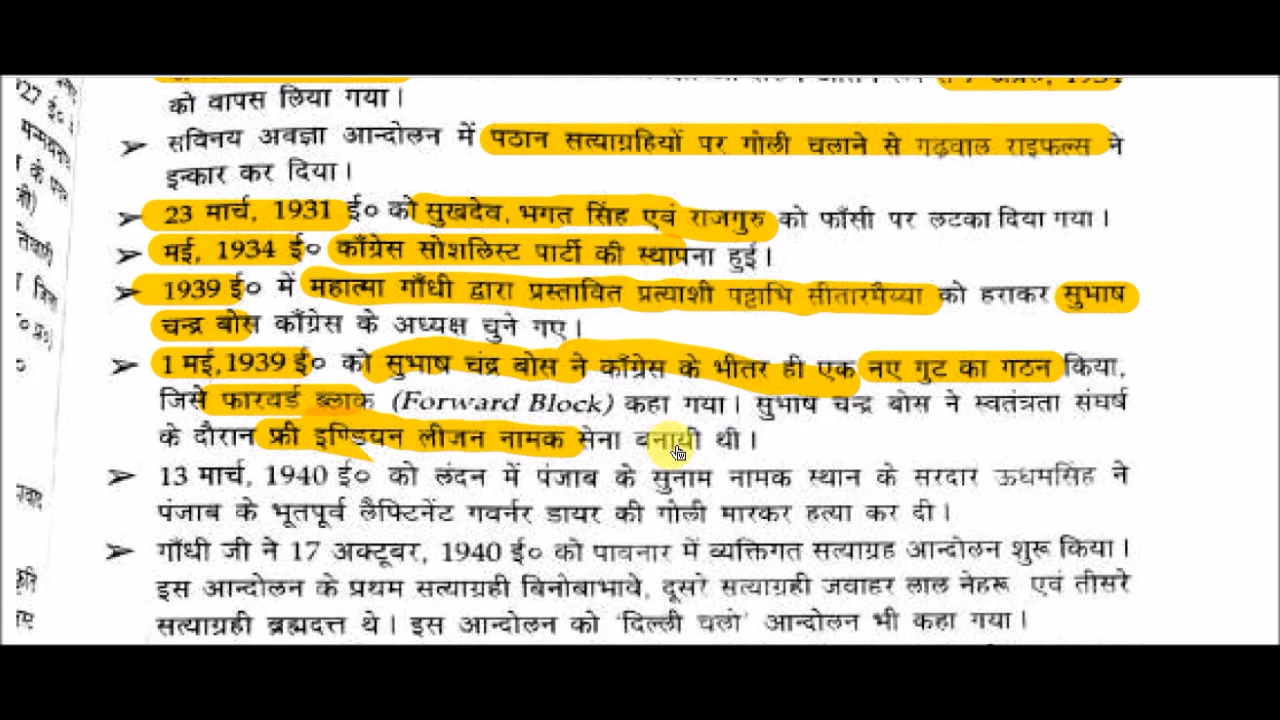 को वापस लिया गया।
➢ सविनय अवज्ञा आन्दोलन में पठान सत्याग्रहियों पर गोली चलाने से गढ़वाल राइफल्स ने
इन्कार कर दिया।
➢ 23 मार्च, 1931 ई० को सुखदेव, भगत सिंह एवं राजगुरु को फाँसी पर लटका दिया गया।
➢ मई, 1934 ई० काँग्रेस सोशलिस्ट पार्टी की स्थापना हुई।
➢ 1939 ई० में महात्मा गाँधी द्वारा प्रस्तावित प्रत्याशी पट्टाभि सीतारमैय्या को हराकर सुभाष
चन्द्र बोस काँग्रेस के अध्यक्ष चुने गए।
➢ 1 मई, 1939 ई० को सुभाष चंद्र बोस ने काँग्रेस के भीतर ही एक नए गुट का गठन किया,
जिसे फारवर्ड ब्लाक (Forward Block) कहा गया। सुभाष चन्द्र बोस ने स्वतंत्रता संघर्ष
के दौरान फ्री इण्डियन लीजन नामक सेना बनायी थी।
➢ 13 मार्च, 1940 ई० को लंदन में पंजाब के सुनाम नामक स्थान के सरदार ऊधमसिंह ने
पंजाब के भूतपूर्व लैफ्टिनेंट गवर्नर डायर की गोली मारकर हत्या कर दी।
➢ गाँधी जी ने 17 अक्टूबर, 1940 ई० को पावनार में व्यक्तिगत सत्याग्रह आन्दोलन शुरू किया।
इस आन्दोलन के प्रथम सत्याग्रही बिनोबाभावे, दूसरे सत्याग्रही जवाहर लाल नेहरू एवं तीसरे
सत्याग्रही ब्रह्मदत्त थे। इस आन्दोलन को 'दिल्ली चलो' आन्दोलन भी कहा गया।